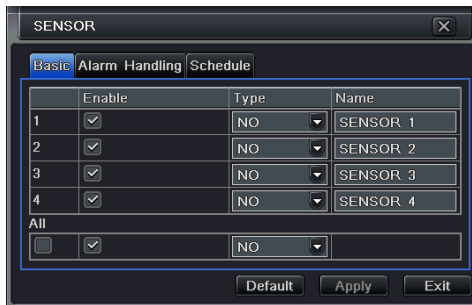 SENSOR
Basic Alarm Handling Schedule
Enable Type Name
1 NO SENSOR 1
2 NO SENSOR 2
3 NO SENSOR 3
4 NO SENSOR 4
All
NO
Default Apply Exit